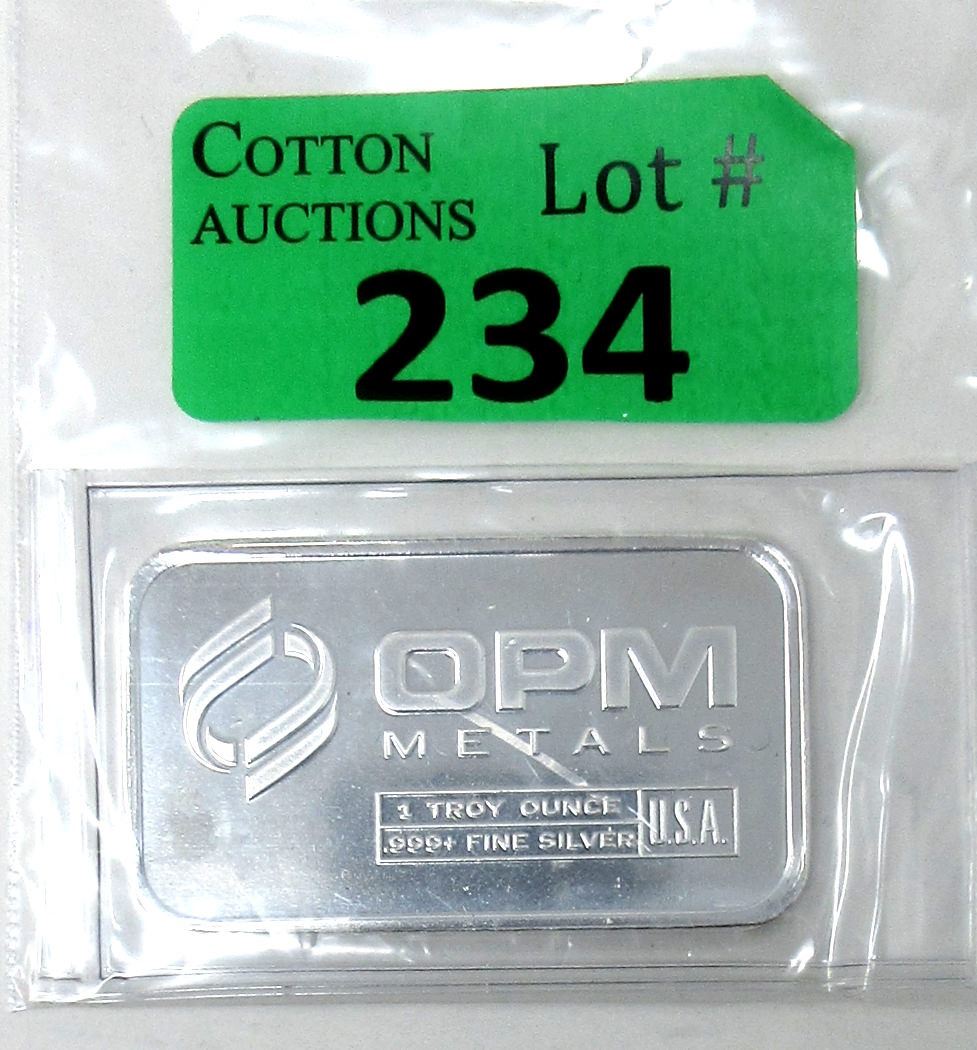 COTTON
AUCTIONS
Lot #
234
OPM
METALS
1 TROY OUNCE
.999+ FINE SILVER
U.S.A.